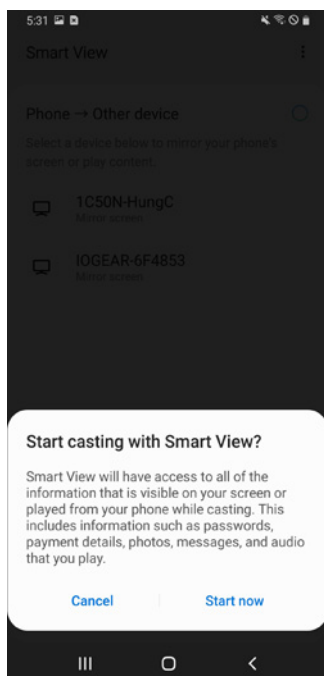 5:31
Smart View
Phone → Other device
Select a device below to mirror your phone's
screen or play content.
1C50N-HungC
Mirror screen
IOGEAR-6F4853
Mirror screen
Start casting with Smart View?
Smart View will have access to all of the
information that is visible on your screen or
played from your phone while casting. This
includes information such as passwords,
payment details, photos, messages, and audio
that you play.
Cancel
Start now